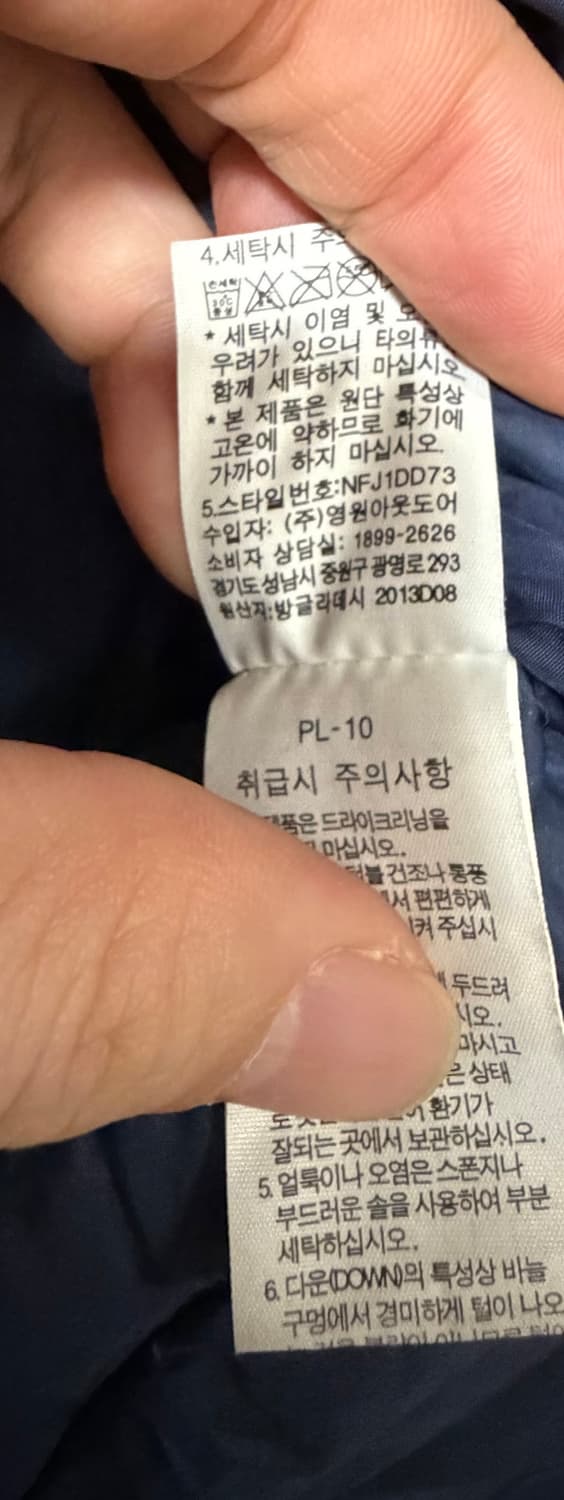 4.세탁시
손세탁
30℃
중성
* 세탁시 이염 및
우려가 있으니 타의류
함께 세탁하지 마십시오
* 본 제품은 원단 특성상
고온에 약하므로 화기에
가까이 하지 마십시오.
5.스타일번호:NFJ1DD73
수입자: (주)영원아웃도어
소비자 상담실: 1899-2626
경기도성남시중원구광명로293
원산지:방글라데시 2013D08
PL-10
취급시 주의사항
드라이크리닝을
마십시오.
건조나 통풍
편편하게
주십시
두드려
상태
환기가
잘되는 곳에서 보관하십시오.
5. 얼룩이나 오염은 스폰지나
부드러운 솔을 사용하여 부분
세탁하십시오.
6. 다운(DOWN)의 특성상 바늘
구멍에서 경미하게 털이 나오